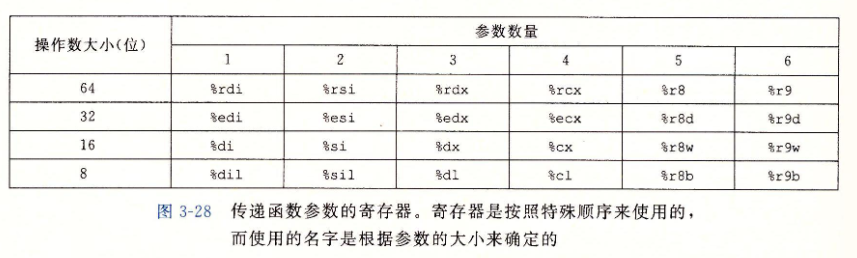 操作数大小(位) 参数数量
1 2 3 4 5 6
64 %rdi %rsi %rdx %rcx %r8 %r9
32 %edi %esi %edx %ecx %r8d %r9d
16 %di %si %dx %cx %r8w %r9w
8 %dil %sil %dl %cl %r8b %r9b
图 3-28 传递函数参数的寄存器。寄存器是按照特殊顺序来使用的，
而使用的名字是根据参数的大小来确定的